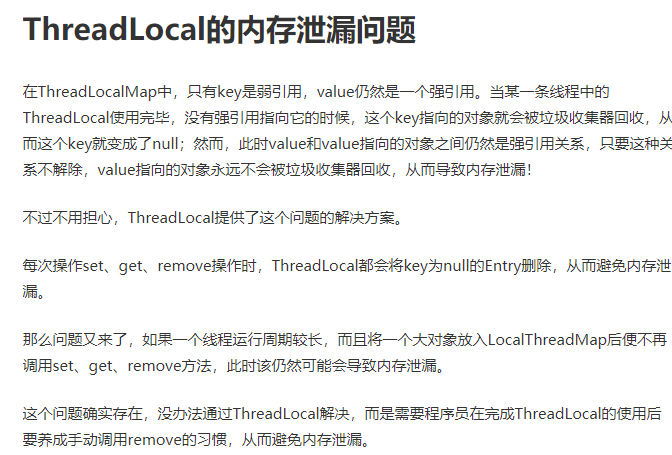 ThreadLocal的内存泄漏问题
在ThreadLocalMap中，只有key是弱引用，value仍然是一个强引用。当某一条线程中的
ThreadLocal使用完毕，没有强引用指向它的时候，这个key指向的对象就会被垃圾收集器回收，从
而这个key就变成了null；然而，此时value和value指向的对象之间仍然是强引用关系，只要这种关
系不解除，value指向的对象永远不会被垃圾收集器回收，从而导致内存泄漏！
不过不用担心，ThreadLocal提供了这个问题的解决方案。
每次操作set、get、remove操作时，ThreadLocal都会将key为null的Entry删除，从而避免内存泄
漏。
那么问题又来了，如果一个线程运行周期较长，而且将一个大对象放入LocalThreadMap后便不再
调用set、get、remove方法，此时该仍然可能会导致内存泄漏。
这个问题确实存在，没办法通过ThreadLocal解决，而是需要程序员在完成ThreadLocal的使用后
要养成手动调用remove的习惯，从而避免内存泄漏。